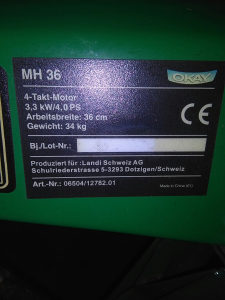 MH 36
OKAY
4-Takt-Motor
3,3 kW/4,0 PS
Arbeitsbreite: 36 cm
Gewicht: 34 kg
CE
Bj./Lot-Nr.:
Produziert für : Landi Schweiz AG
Schulriederstrasse 5-3293 Dotzigen/Schweiz
Art.-Nr.: 06504/12782.01
Made in China